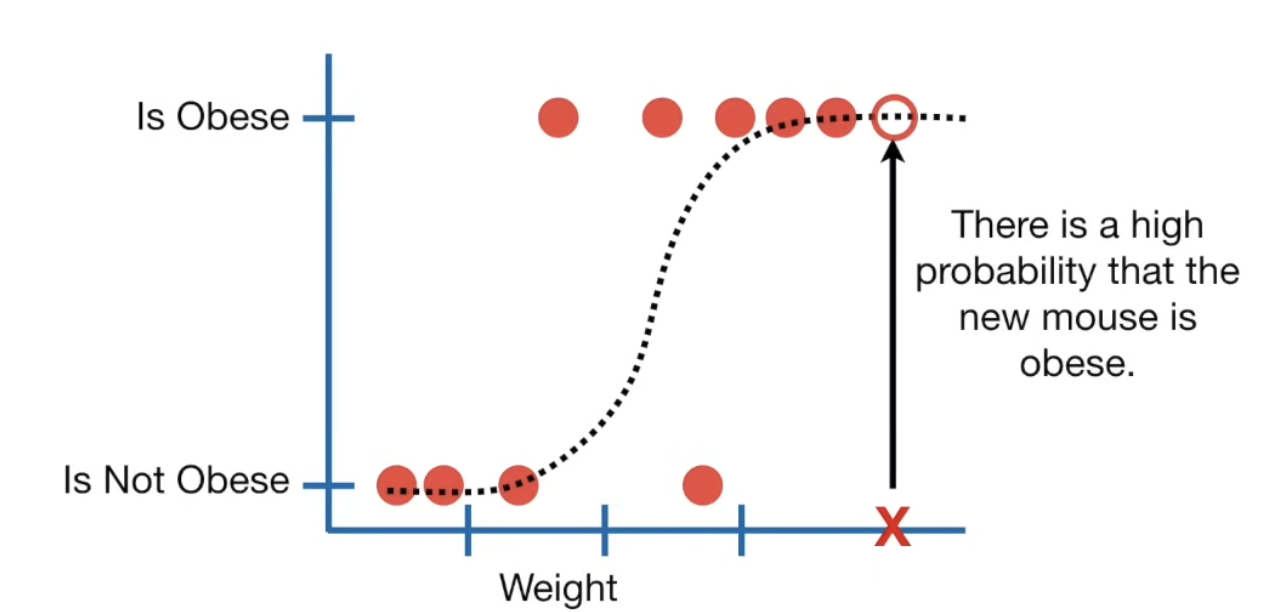 Is Obese
There is a high
probability that the
new mouse is
obese.
Is Not Obese
X
Weight